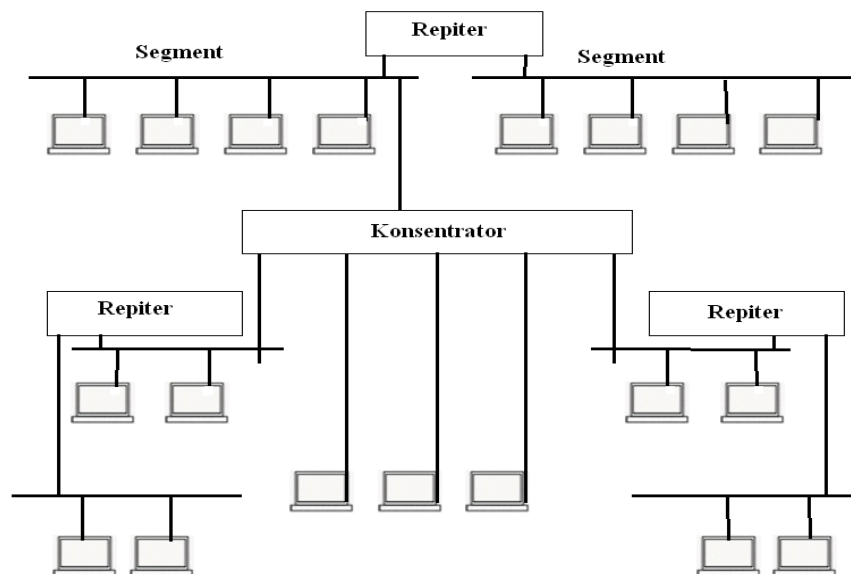 Repiter
Segment
Segment
Konsentrator
Repiter
Repiter